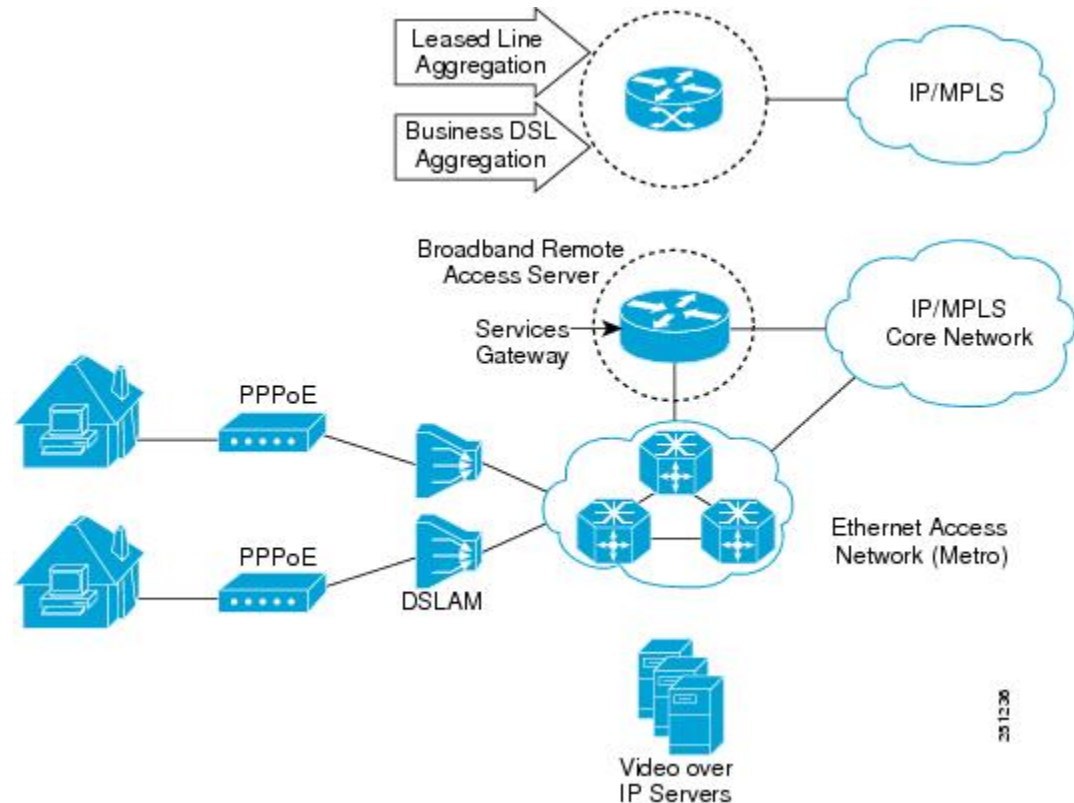 Leased Line
Aggregation
IP/MPLS
Business DSL
Aggregation
Broadband Remote
Access Server
Services
Gateway
IP/MPLS
Core Network
PPPoE
PPPoE
DSLAM
Ethernet Access
Network (Metro)
Video over
IP Servers
251236